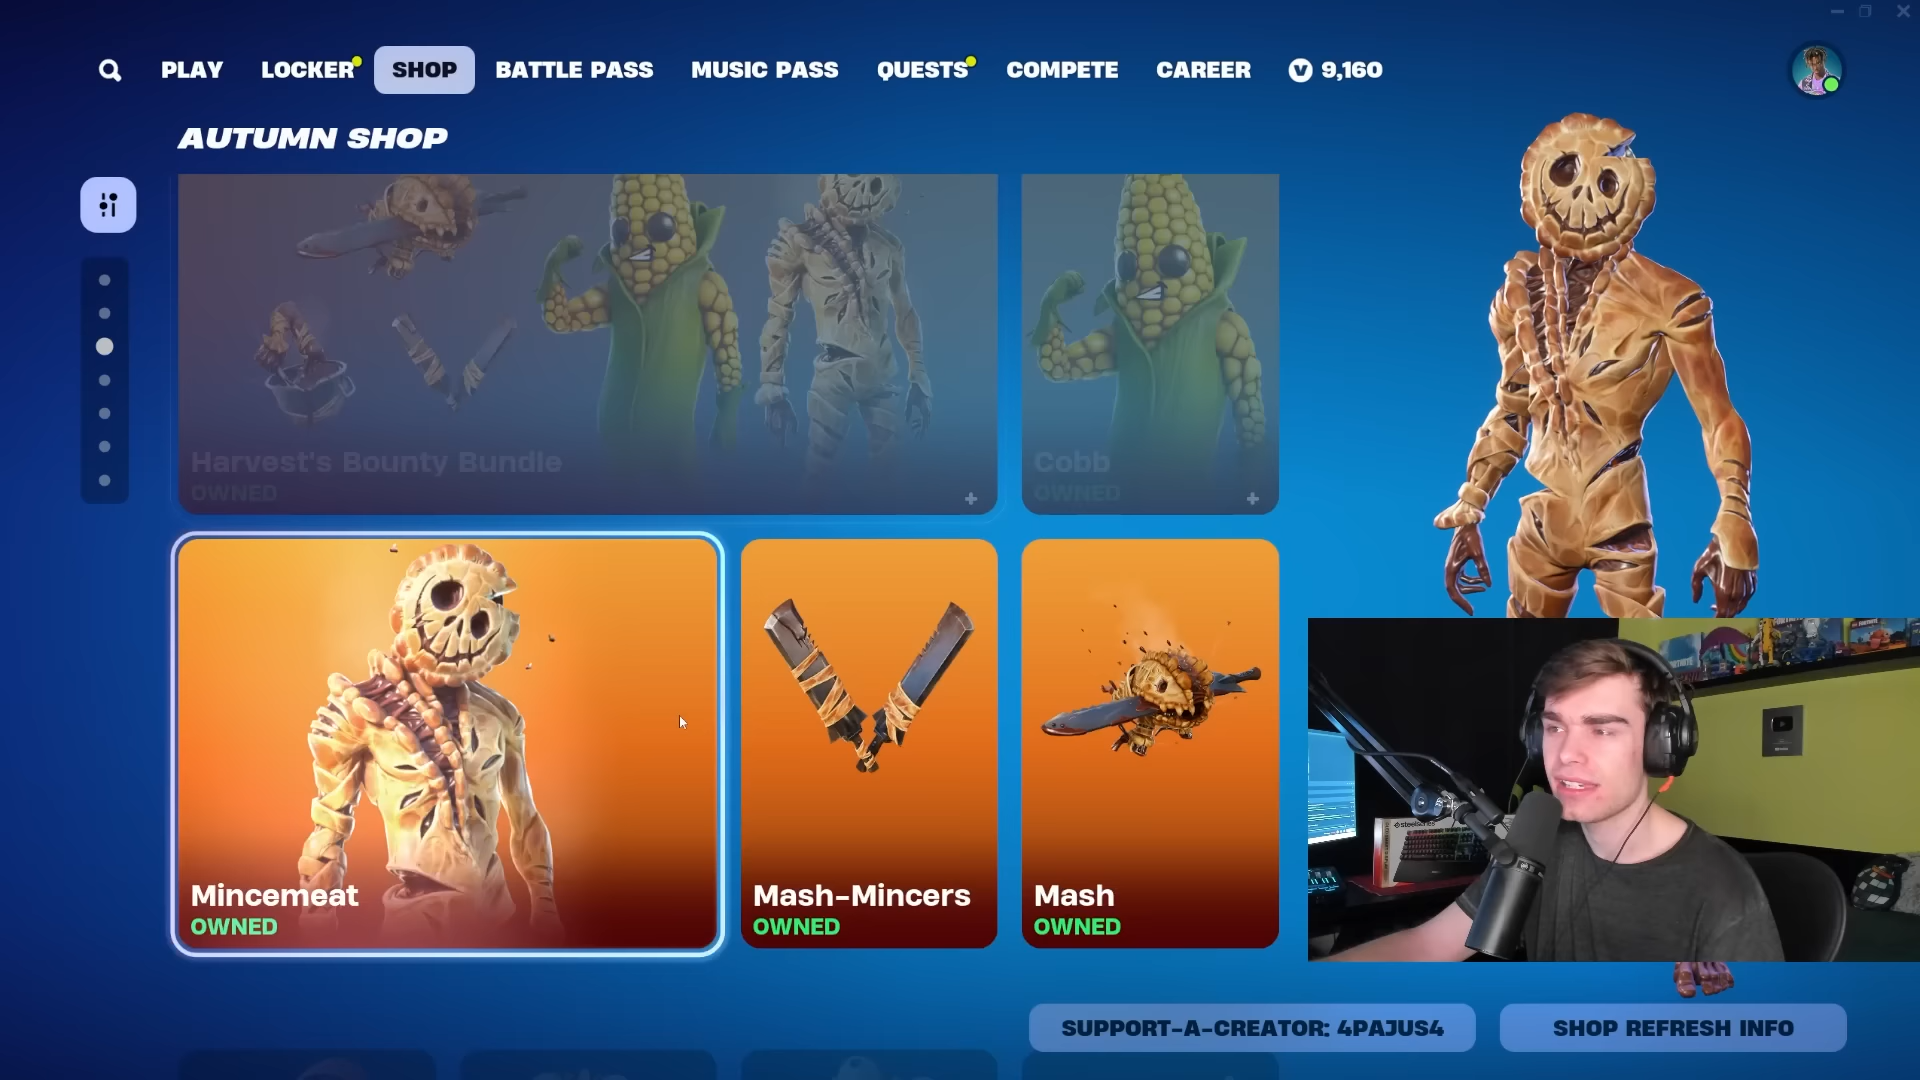 PLAY
LOCKER
SHOP
BATTLE PASS
MUSIC PASS
QUESTS
COMPETE
CAREER
9,160
AUTUMN SHOP
Harvest's Bounty Bundle
OWNED
Cobb
OWNED
Mincemeat
OWNED
Mash-Mincers
OWNED
Mash
OWNED
steelseries
SUPPORT-A-CREATOR: 4PAJUS4
SHOP REFRESH INFO